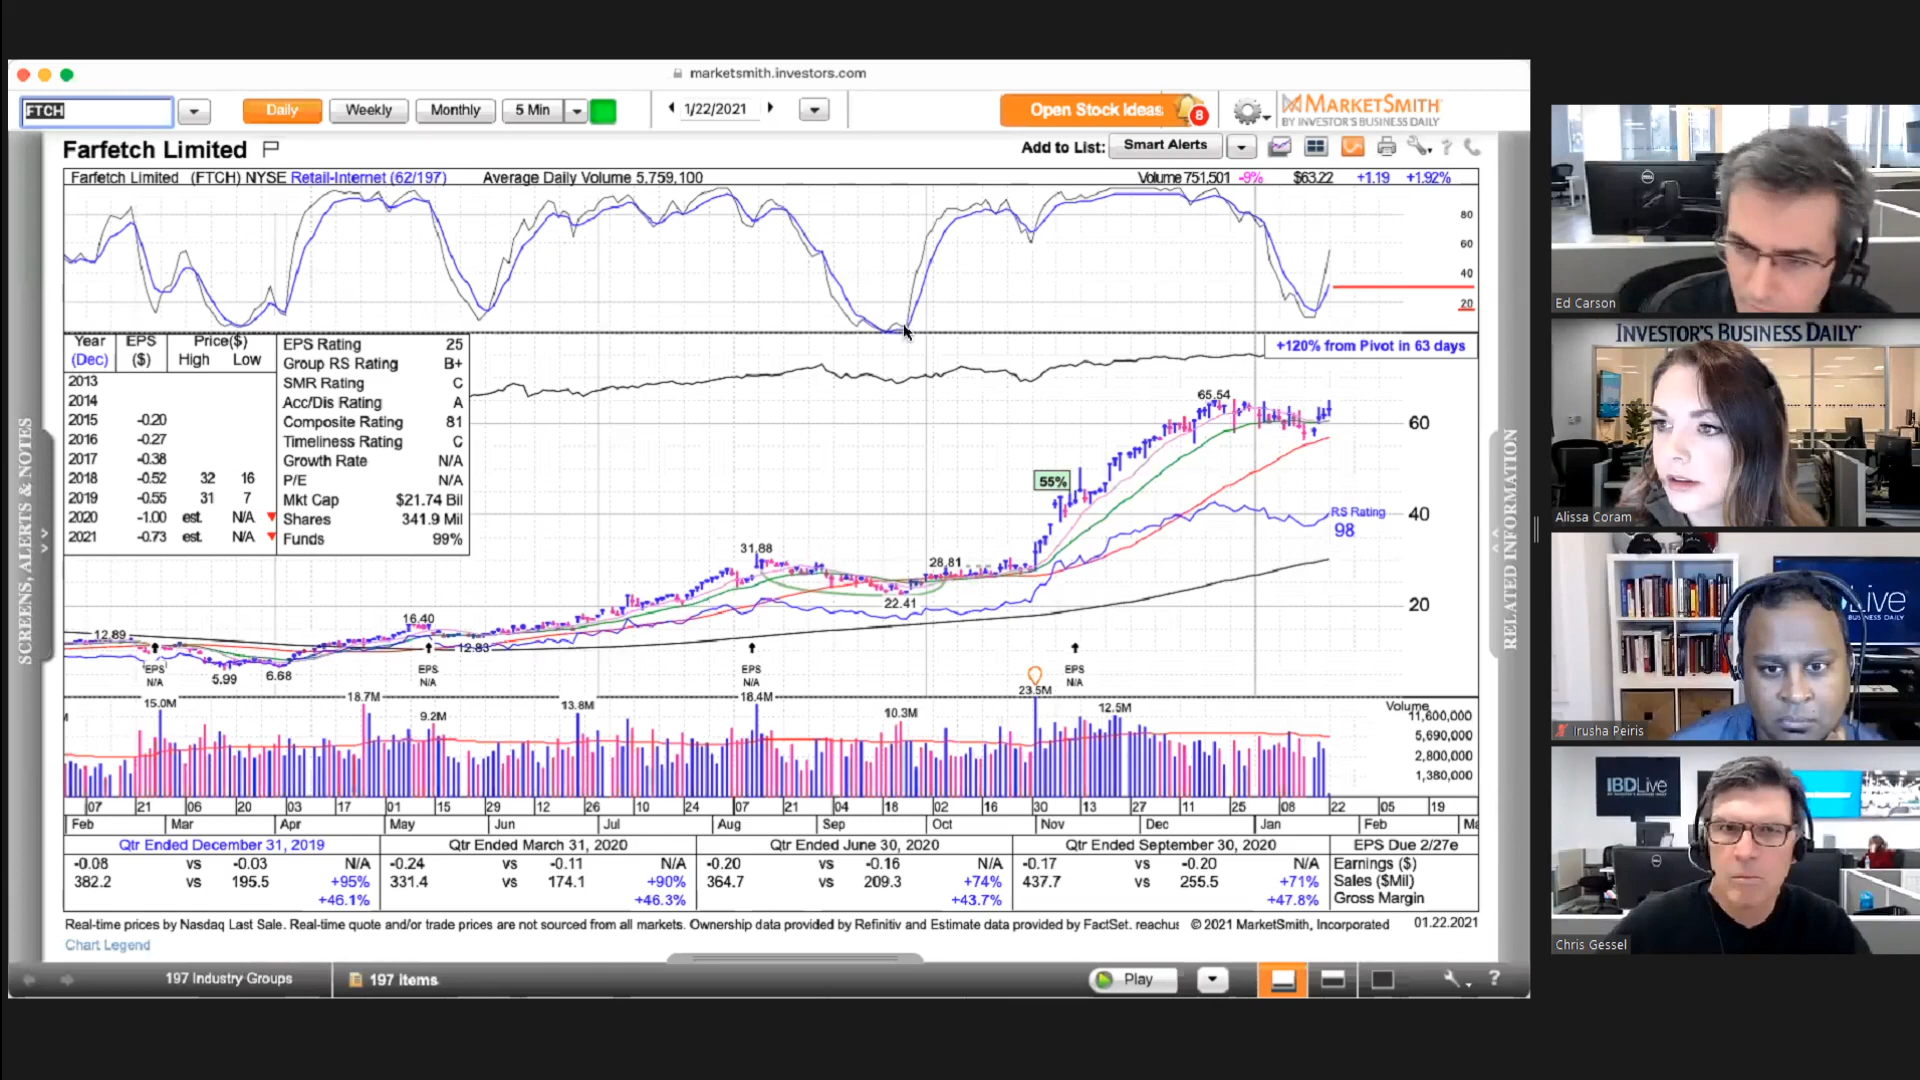 marketsmith.investors.com
FTCH
Daily
Weekly
Monthly
5 Min
1/22/2021
Open Stock Ideas
8
MARKETSMITH
BY INVESTOR'S BUSINESS DAILY
Farfetch Limited
Add to List:
Smart Alerts
Farfetch Limited (FTCH) NYSE Retail-Internet (62/197) Average Daily Volume 5,759,100 Volume 751,501 -9% $63.22 +1.19 +1.92%
80
60
40
20
+120% from Pivot in 63 days
Year EPS Price($)
(Dec) ($) High Low
2013
2014
2015 -0.20
2016 -0.27
2017 -0.38
2018 -0.52 32 16
2019 -0.55 31 7
2020 -1.00 est. N/A
2021 -0.73 est. N/A
EPS Rating 25
Group RS Rating B+
SMR Rating C
Acc/Dis Rating A
Composite Rating 81
Timeliness Rating C
Growth Rate N/A
P/E N/A
Mkt Cap $21.74 Bil
Shares 341.9 Mil
Funds 99%
65.54
60
55%
RS Rating
98
40
31.88
28.81
22.41
20
16.40
12.89
12.83
5.99
6.68
EPS N/A
EPS N/A
EPS N/A
EPS N/A
15.0M
18.7M
9.2M
13.8M
18.4M
10.3M
23.5M
12.5M
Volume
11,600,000
5,690,000
2,800,000
1,380,000
07 21 06 20 03 17 01 15 29 12 26 10 24 07 21 04 18 02 16 30 13 27 11 25 08 22 05 19
Feb Mar Apr May Jun Jul Aug Sep Oct Nov Dec Jan Feb Ma
Qtr Ended December 31, 2019 Qtr Ended March 31, 2020 Qtr Ended June 30, 2020 Qtr Ended September 30, 2020 EPS Due 2/27e
-0.08 vs -0.03 N/A -0.24 vs -0.11 N/A -0.20 vs -0.16 N/A -0.17 vs -0.20 N/A Earnings ($)
382.2 vs 195.5 +95% 331.4 vs 174.1 +90% 364.7 vs 209.3 +74% 437.7 vs 255.5 +71% Sales ($Mil)
+46.1% +46.3% +43.7% +47.8% Gross Margin
Real-time prices by Nasdaq Last Sale. Real-time quote and/or trade prices are not sourced from all markets. Ownership data provided by Refinitiv and Estimate data provided by FactSet. reachus © 2021 MarketSmith, Incorporated 01.22.2021
Chart Legend
197 Industry Groups
197 items
Play
?
SCREENS, ALERTS & NOTES
RELATED INFORMATION
Ed Carson
INVESTOR'S BUSINESS DAILY
Alissa Coram
Live
BUSINESS DAILY
Irusha Peiris
IBDLive
Chris Gessel